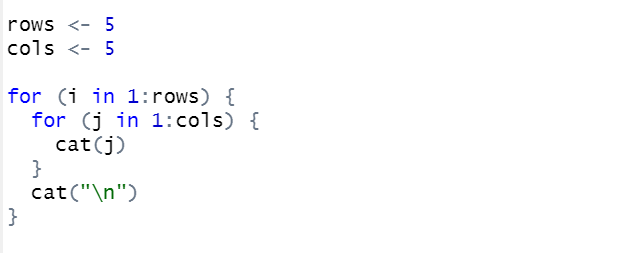 rows <- 5
cols <- 5

for (i in 1:rows) {
  for (j in 1:cols) {
    cat(j)
  }
  cat("\n")
}